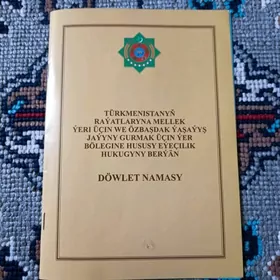 TÜRKMENISTANYŇ
RAÝATLARYNA MELLEK
ÝERI ÜÇIN WE ÖZBAŞDAK ÝAŞAÝYŞ
JAÝYNY GURMAK ÜÇIN ÝER
BÖLEGINE HUSUSY EÝEÇILIK
HUKUGYNY BERÝÄN
DÖWLET NAMASY